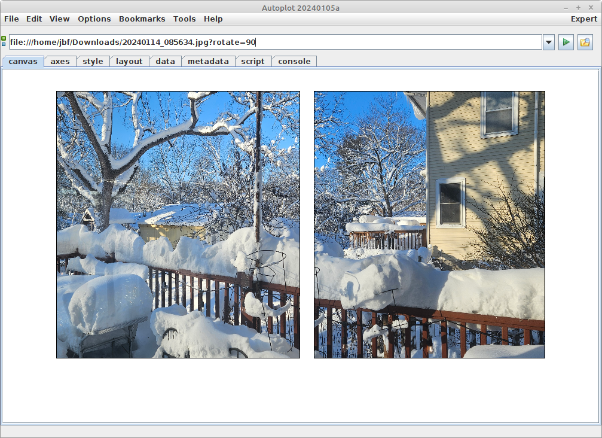 Autoplot 20240105a
File Edit View Options Bookmarks Tools Help Expert
file:///home/jbf/Downloads/20240114_085634.jpg?rotate=90
canvas axes style layout data metadata script console